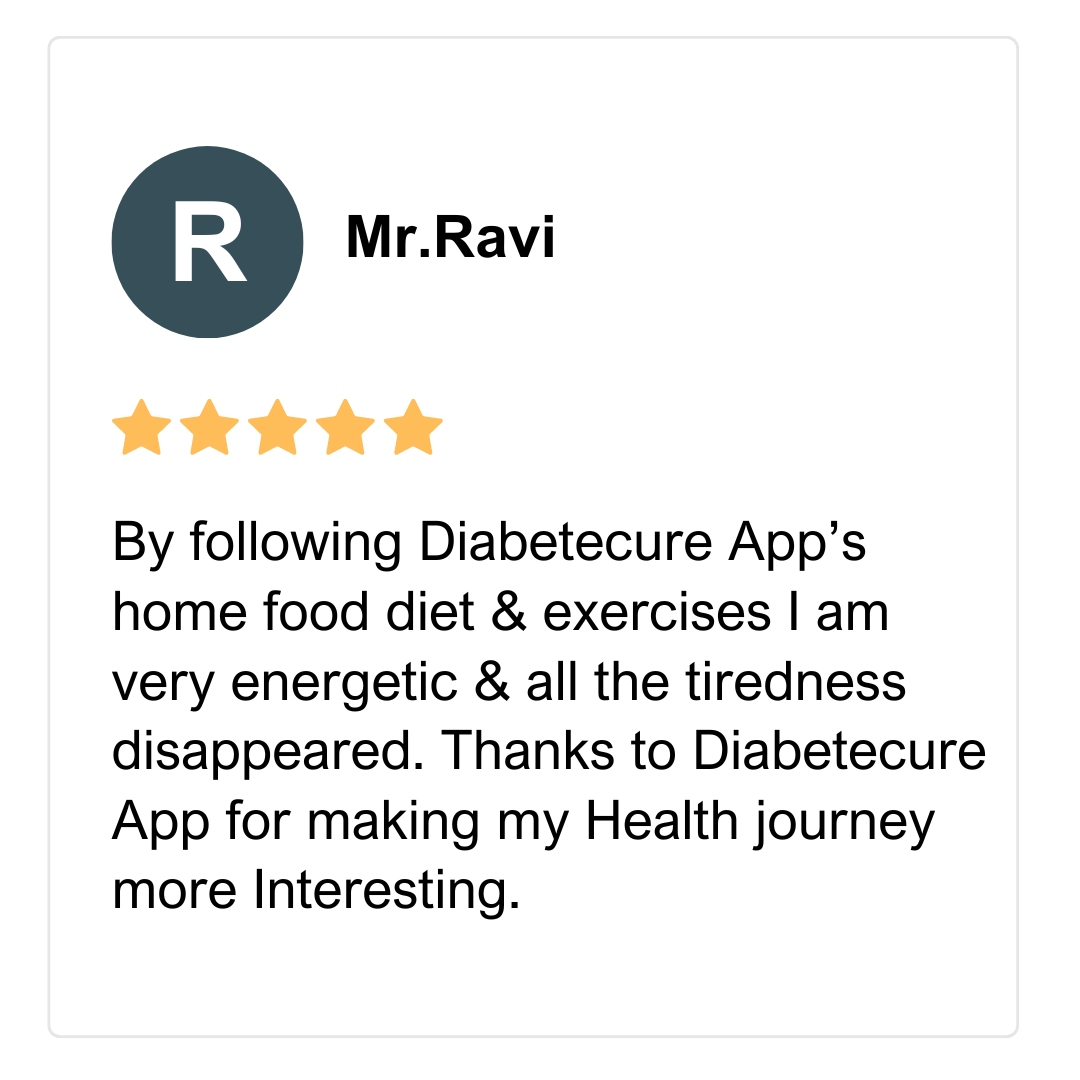 R
Mr.Ravi
By following Diabetecure App’s
home food diet & exercises I am
very energetic & all the tiredness
disappeared. Thanks to Diabetecure
App for making my Health journey
more Interesting.